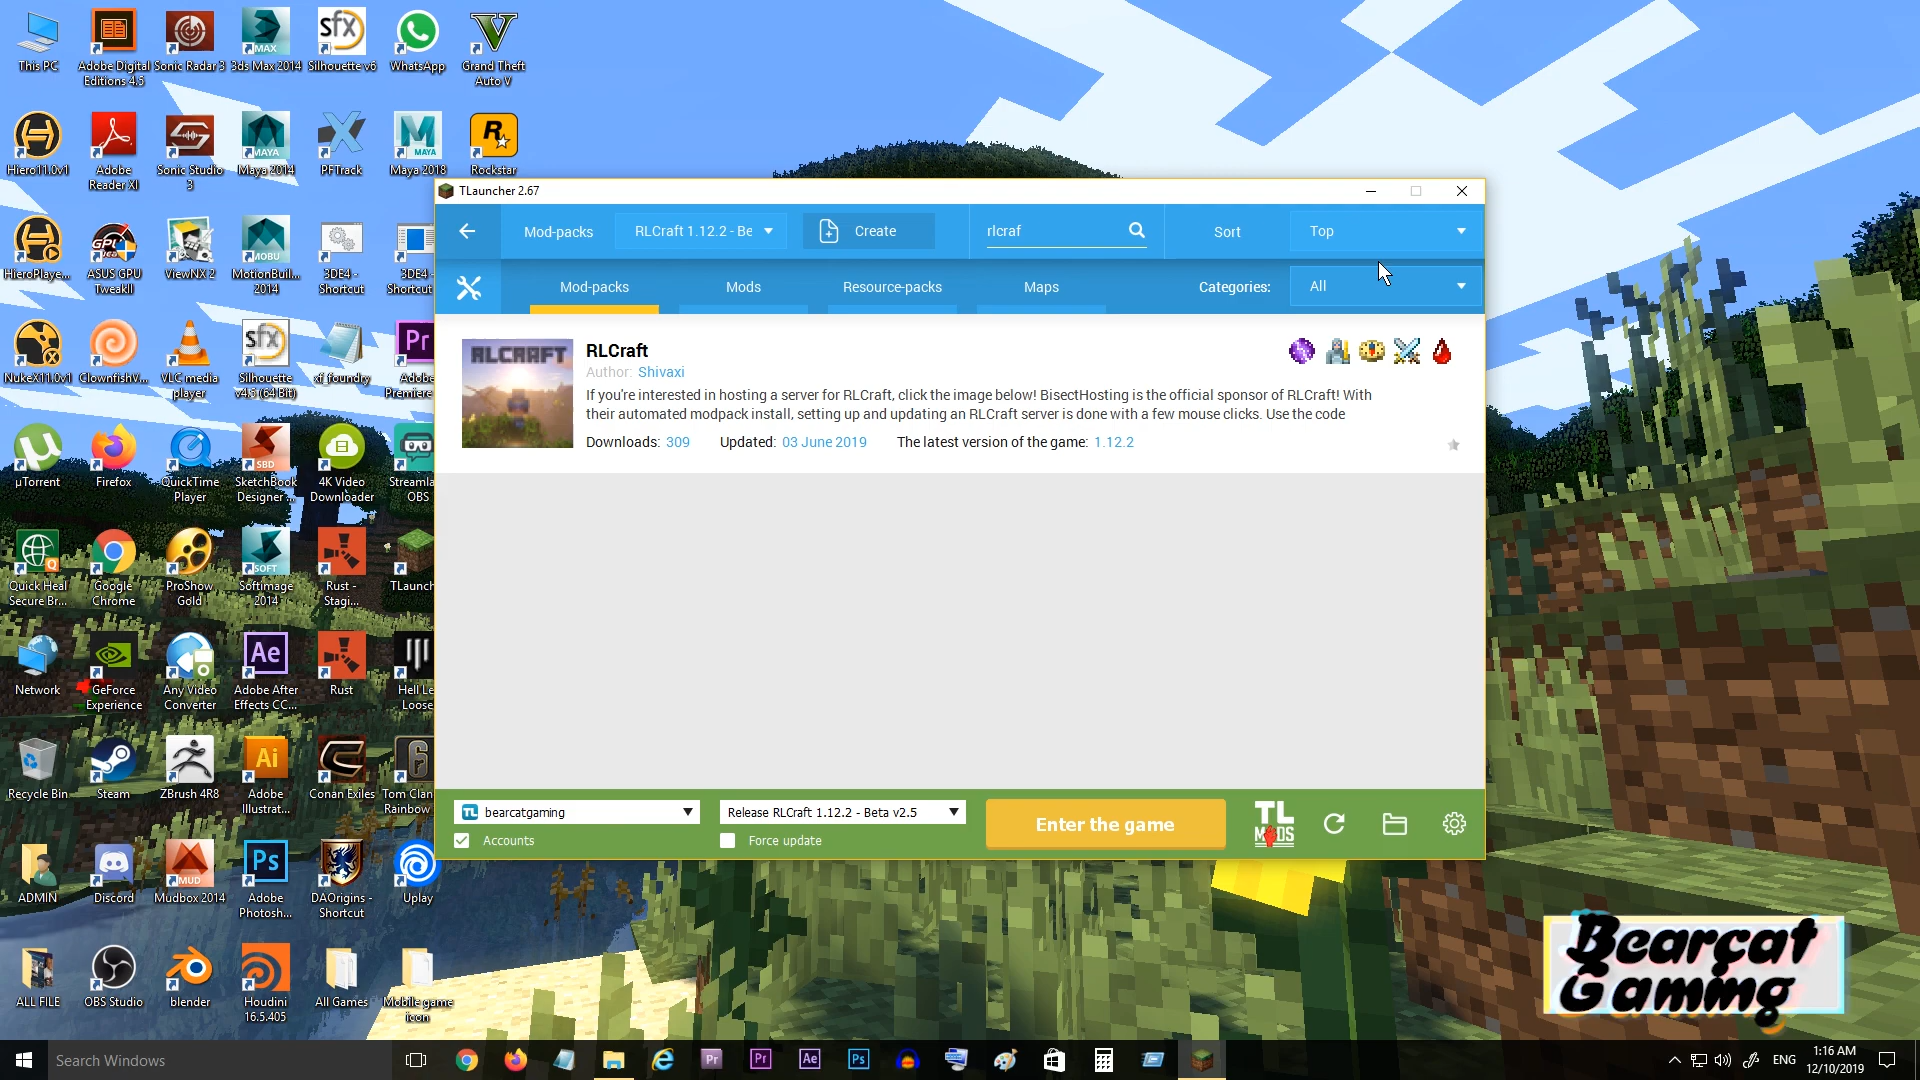 This PC
Adobe Digital
Editions 4.5
Sonic Radar 3
3ds Max 2014
Silhouette v6
WhatsApp
Grand Theft
Auto V
Hiero11.0v1
Adobe
Reader XI
Sonic Studio
3
Maya 2014
PFTrack
Maya 2018
Rockstar
HieroPlaye...
ASUS GPU
TweakII
ViewNX 2
MotionBuil...
2014
3DE4 -
Shortcut
3DE4 -
Shortcut
NukeX11.0v1
ClownfishV...
VLC media
player
Silhouette
v4.5 (64 Bit)
xf_foundry
Adobe
Premiere
µTorrent
Firefox
QuickTime
Player
SketchBook
Designer ...
4K Video
Downloader
Streamla
OBS
Quick Heal
Secure Br...
Google
Chrome
ProShow
Gold
Softimage
2014
Rust -
Stagi...
TLaunch
Network
GeForce
Experience
Any Video
Converter
Adobe After
Effects CC...
Rust
Hell Le
Loose
Recycle Bin
Steam
ZBrush 4R8
Adobe
Illustrat...
Conan Exiles
Tom Clan
Rainbow
ADMIN
Discord
Mudbox 2014
Adobe
Photosh...
DAOrigins -
Shortcut
Uplay
ALL FILE
OBS Studio
blender
Houdini
16.5.405
All Games
Mobile game
icon
TLauncher 2.67
Mod-packs
RLCraft 1.12.2 - Be
Create
rlcraf
Sort
Top
Mod-packs
Mods
Resource-packs
Maps
Categories:
All
RLCRAFT
RLCraft
Author: Shivaxi
If you're interested in hosting a server for RLCraft, click the image below! BisectHosting is the official sponsor of RLCraft! With
their automated modpack install, setting up and updating an RLCraft server is done with a few mouse clicks. Use the code
Downloads: 309
Updated: 03 June 2019
The latest version of the game: 1.12.2
TL bearcatgaming
Release RLCraft 1.12.2 - Beta v2.5
Enter the game
TL
MODS
Accounts
Force update
Bearcat
Gaming
Search Windows
ENG
1:16 AM
12/10/2019